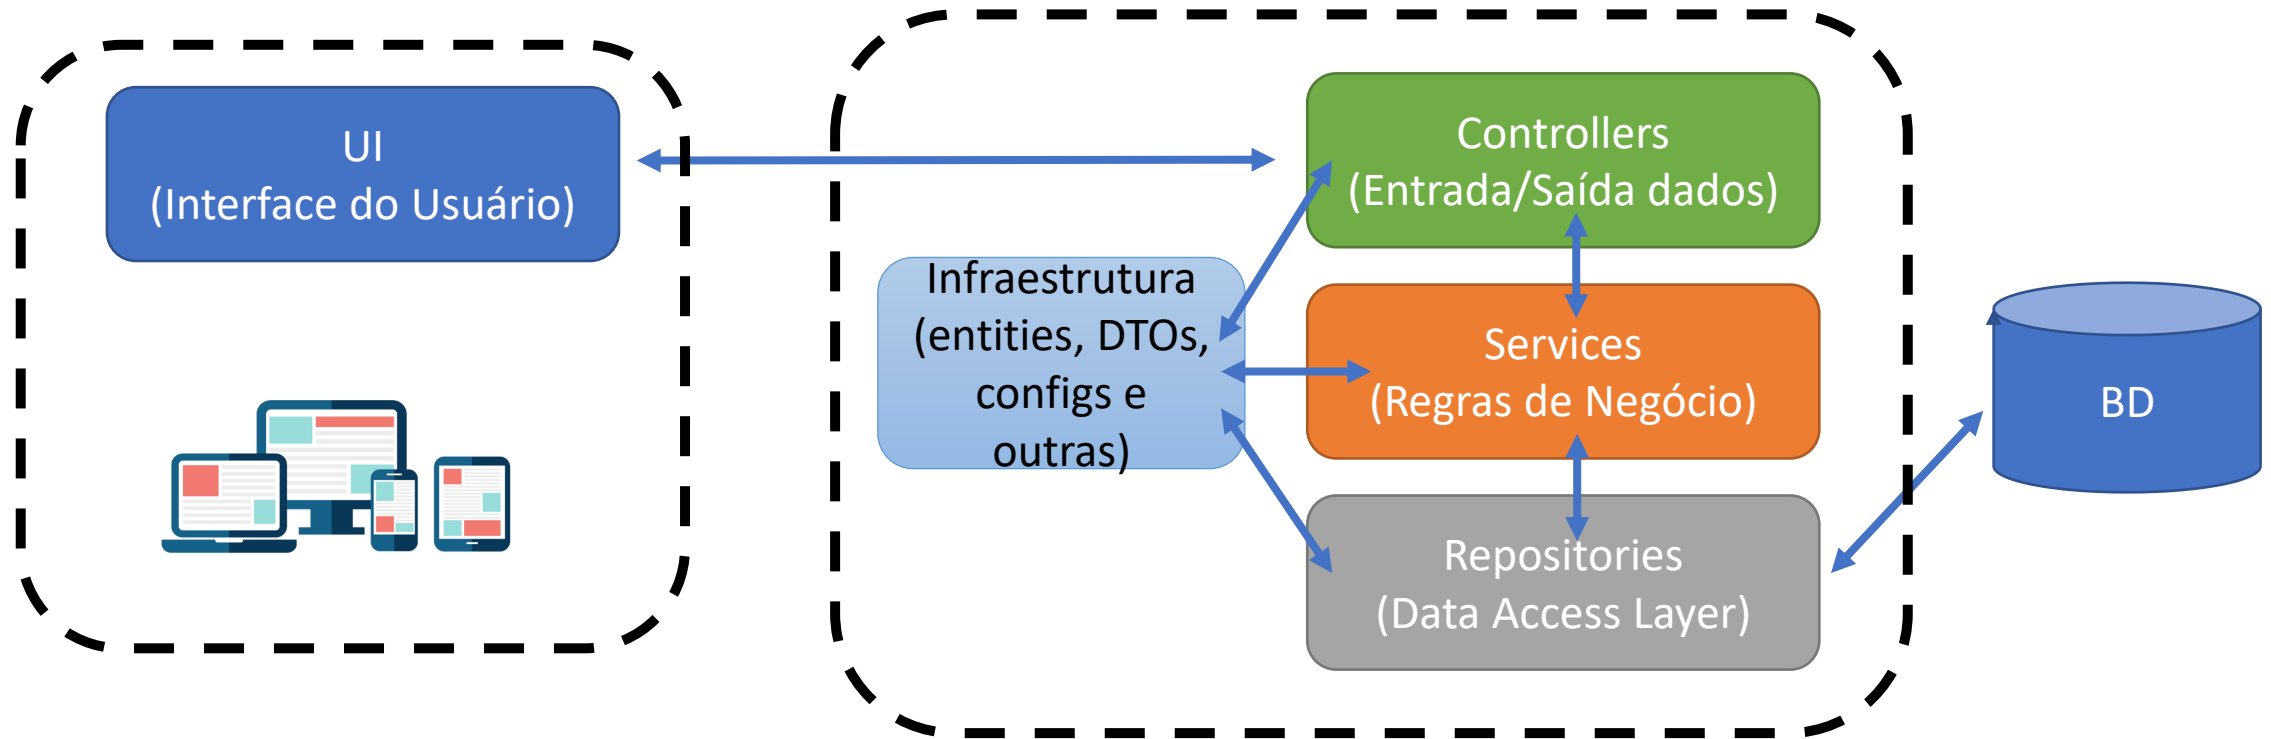 UI
(Interface do Usuário)
Controllers
(Entrada/Saída dados)
Infraestrutura
(entities, DTOs,
configs e
outras)
Services
(Regras de Negócio)
Repositories
(Data Access Layer)
BD